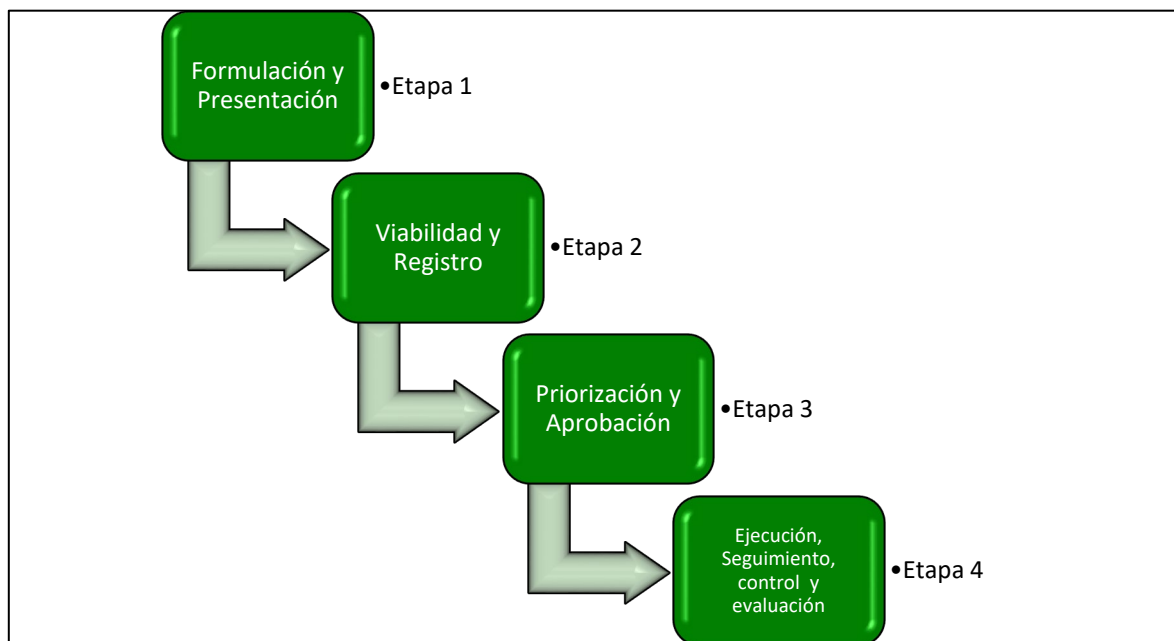 Formulación y
Presentación
•Etapa 1
Viabilidad y
Registro
•Etapa 2
Priorización y
Aprobación
•Etapa 3
Ejecución,
Seguimiento,
control y
evaluación
•Etapa 4